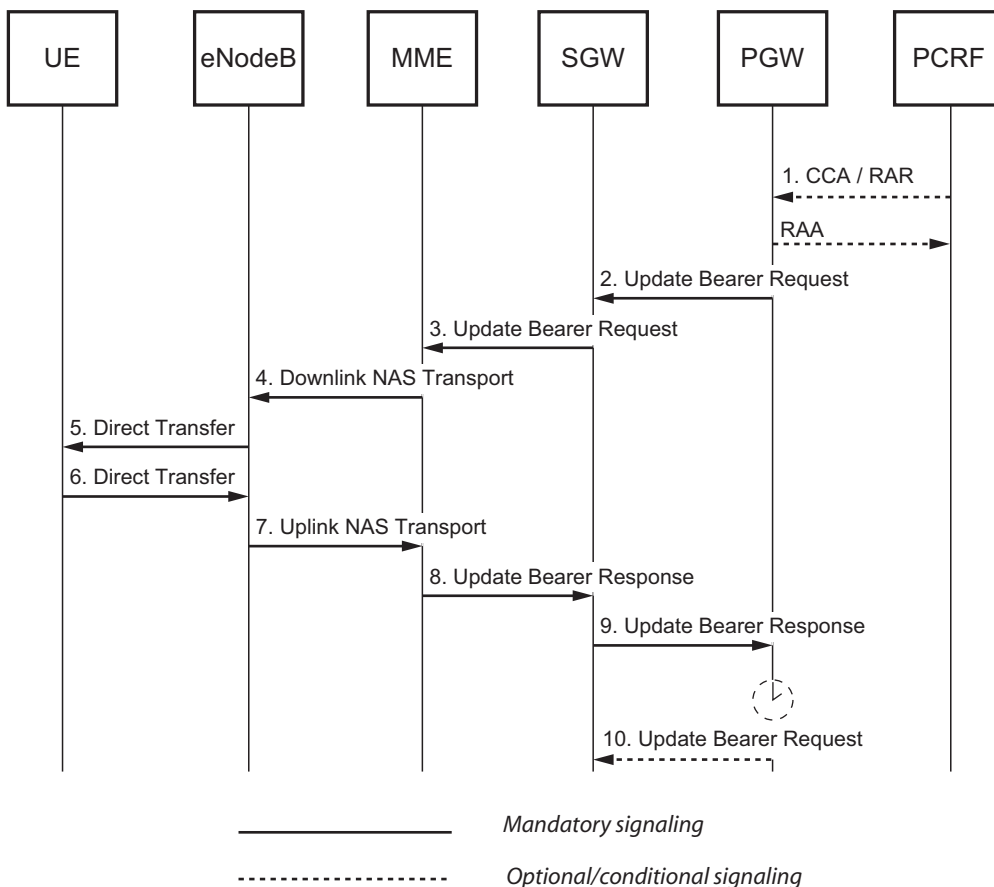 UE
eNodeB
MME
SGW
PGW
PCRF
1. CCA / RAR
RAA
2. Update Bearer Request
3. Update Bearer Request
4. Downlink NAS Transport
5. Direct Transfer
6. Direct Transfer
7. Uplink NAS Transport
8. Update Bearer Response
9. Update Bearer Response
10. Update Bearer Request
Mandatory signaling
Optional/conditional signaling